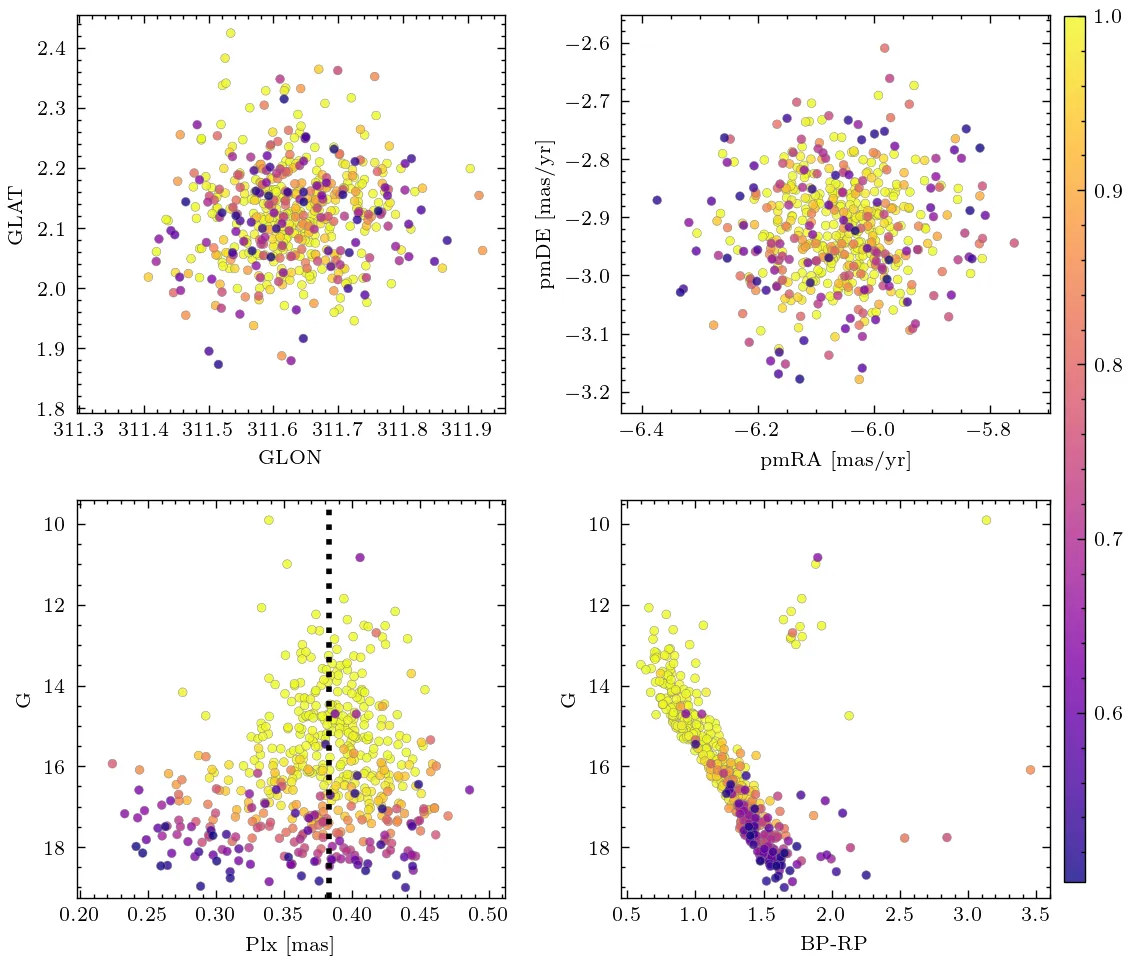 2.4
2.3
2.2
2.1
2.0
1.9
1.8
GLAT
311.3 311.4 311.5 311.6 311.7 311.8 311.9
GLON
−2.6
−2.7
−2.8
−2.9
−3.0
−3.1
−3.2
pmDE [mas/yr]
−6.4 −6.2 −6.0 −5.8
pmRA [mas/yr]
10
12
14
16
18
G
0.20 0.25 0.30 0.35 0.40 0.45 0.50
Plx [mas]
10
12
14
16
18
G
0.5 1.0 1.5 2.0 2.5 3.0 3.5
BP-RP
1.0
0.9
0.8
0.7
0.6